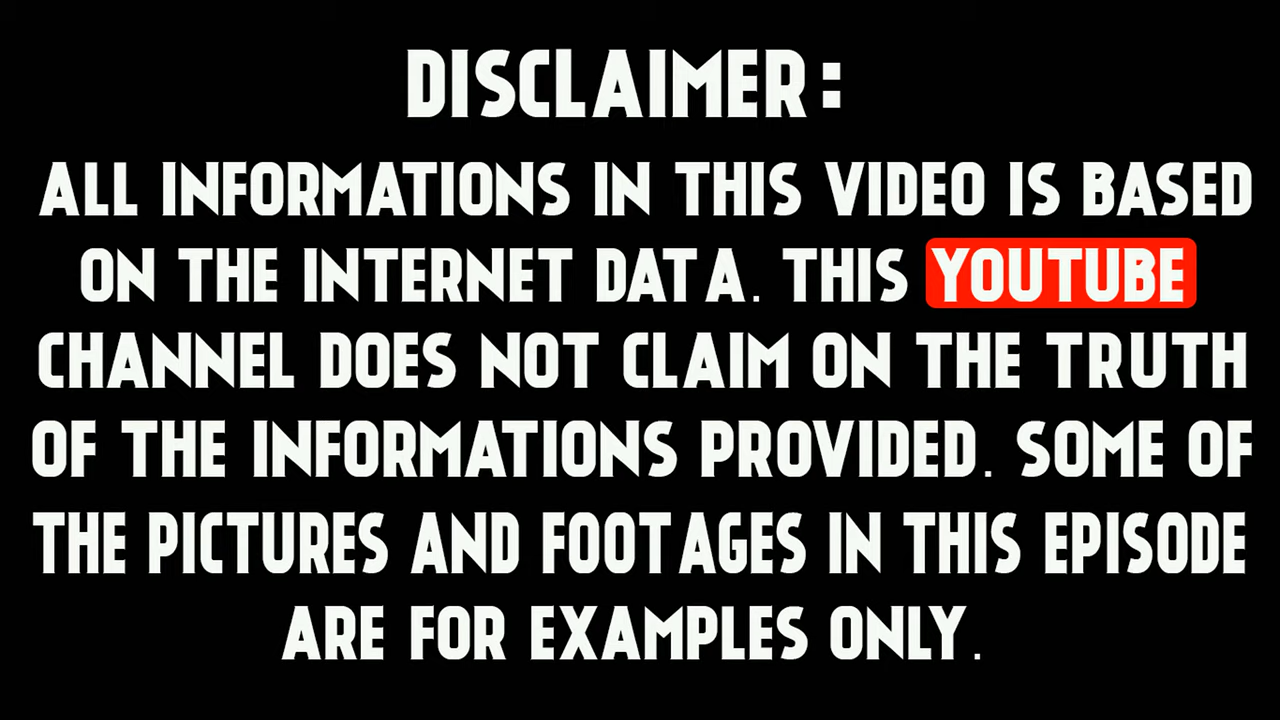 DISCLAIMER:
ALL INFORMATIONS IN THIS VIDEO IS BASED
ON THE INTERNET DATA. THIS YOUTUBE
CHANNEL DOES NOT CLAIM ON THE TRUTH
OF THE INFORMATIONS PROVIDED. SOME OF
THE PICTURES AND FOOTAGES IN THIS EPISODE
ARE FOR EXAMPLES ONLY.